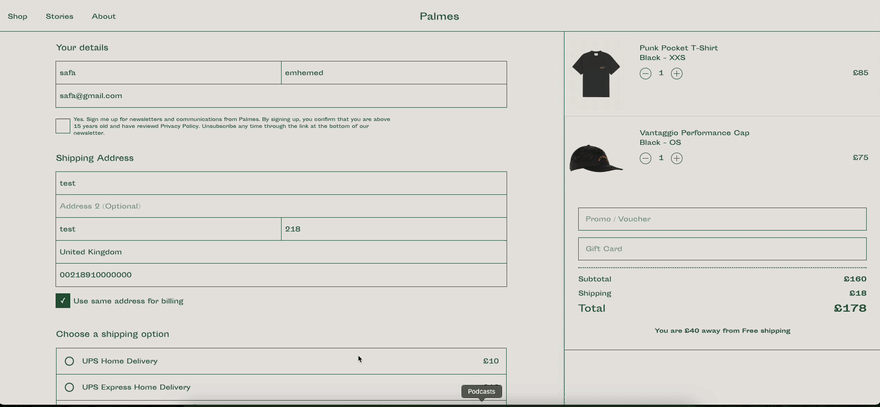 Shop Stories About Palmes
Your details
safa emhemed
safa@gmail.com
Yes. Sign me up for newsletters and communications from Palmes. By signing up, you confirm that you are above
15 years old and have reviewd Privacy Policy. Unsubscribe any time through the link at the bottom of our
newsletter.
Shipping Address
test
Address 2 (Optional)
test 218
United Kingdom
00218910000000
✓ Use same address for billing
Choose a shipping option
UPS Home Delivery £10
UPS Express Home Delivery
Podcasts
Punk Pocket T-Shirt
Black - XXS
1 £85
Vantaggio Performance Cap
Black - OS
1 £75
Promo / Voucher
Gift Card
Subtotal £160
Shipping £18
Total £178
You are £40 away from Free shipping